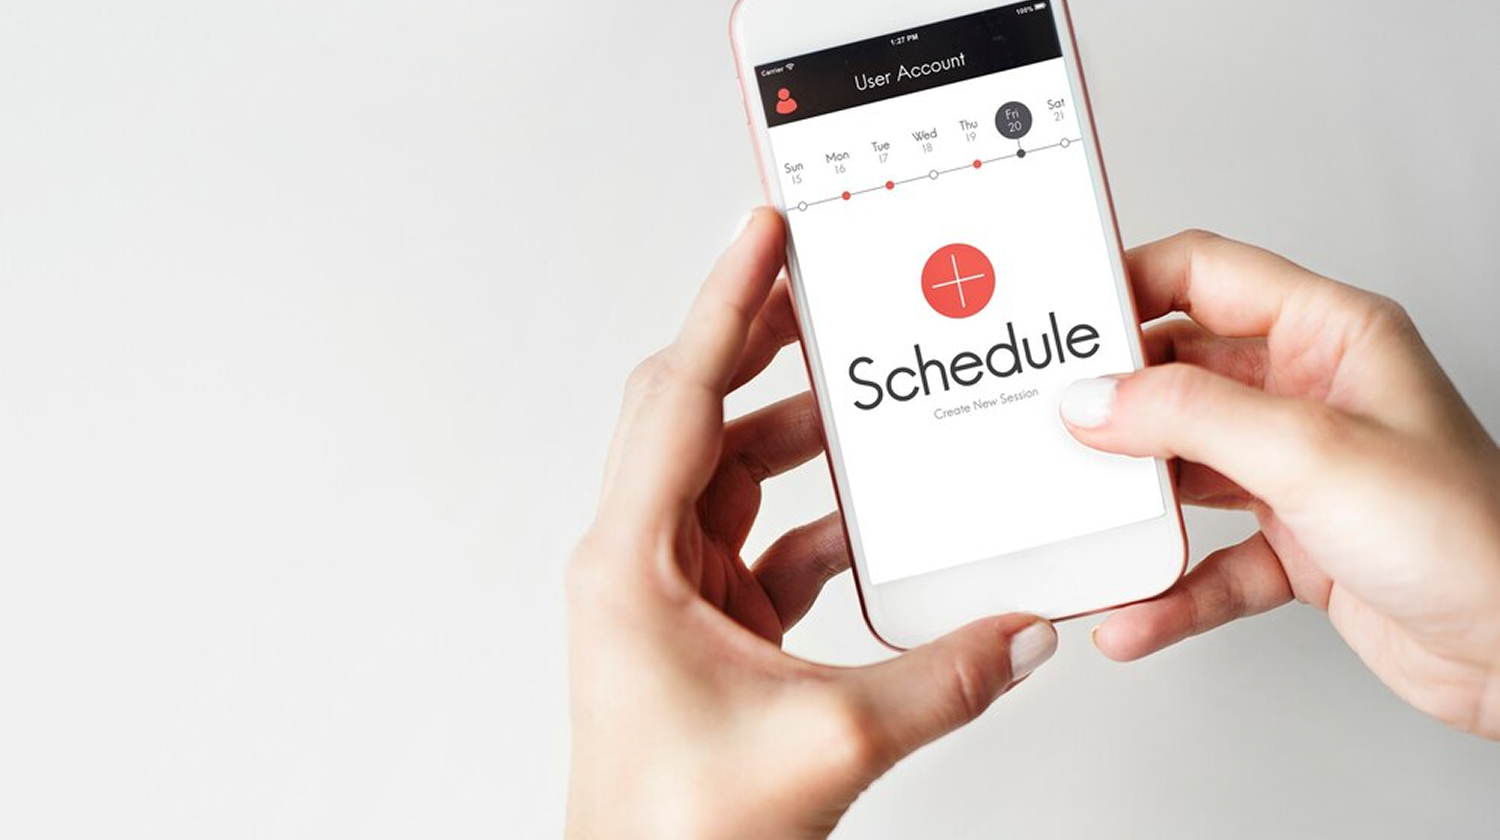 Carrier
1:27 PM
100%
User Account
Sun Mon Tue Wed Thu Fri Sat
15 16 17 18 19 20 21
Schedule
Create New Session